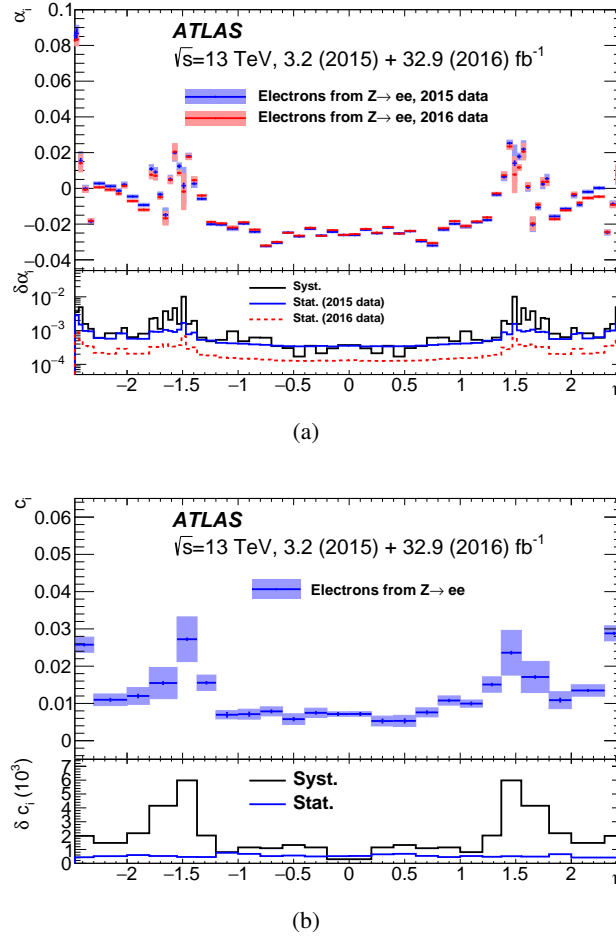 α_i
0.1
ATLAS
0.08
√s=13 TeV, 3.2 (2015) + 32.9 (2016) fb⁻¹
0.06
Electrons from Z→ ee, 2015 data
0.04
Electrons from Z→ ee, 2016 data
0.02
0
−0.02
−0.04
δα_i
Syst.
10⁻²
Stat. (2015 data)
Stat. (2016 data)
10⁻³
10⁻⁴
−2 −1.5 −1 −0.5 0 0.5 1 1.5 2
(a)
c_i
0.06
ATLAS
√s=13 TeV, 3.2 (2015) + 32.9 (2016) fb⁻¹
0.05
0.04
Electrons from Z→ ee
0.03
0.02
0.01
0
δ c_i (10³)
7
Syst.
6
5
Stat.
4
3
2
1
0
−2 −1.5 −1 −0.5 0 0.5 1 1.5 2
(b)